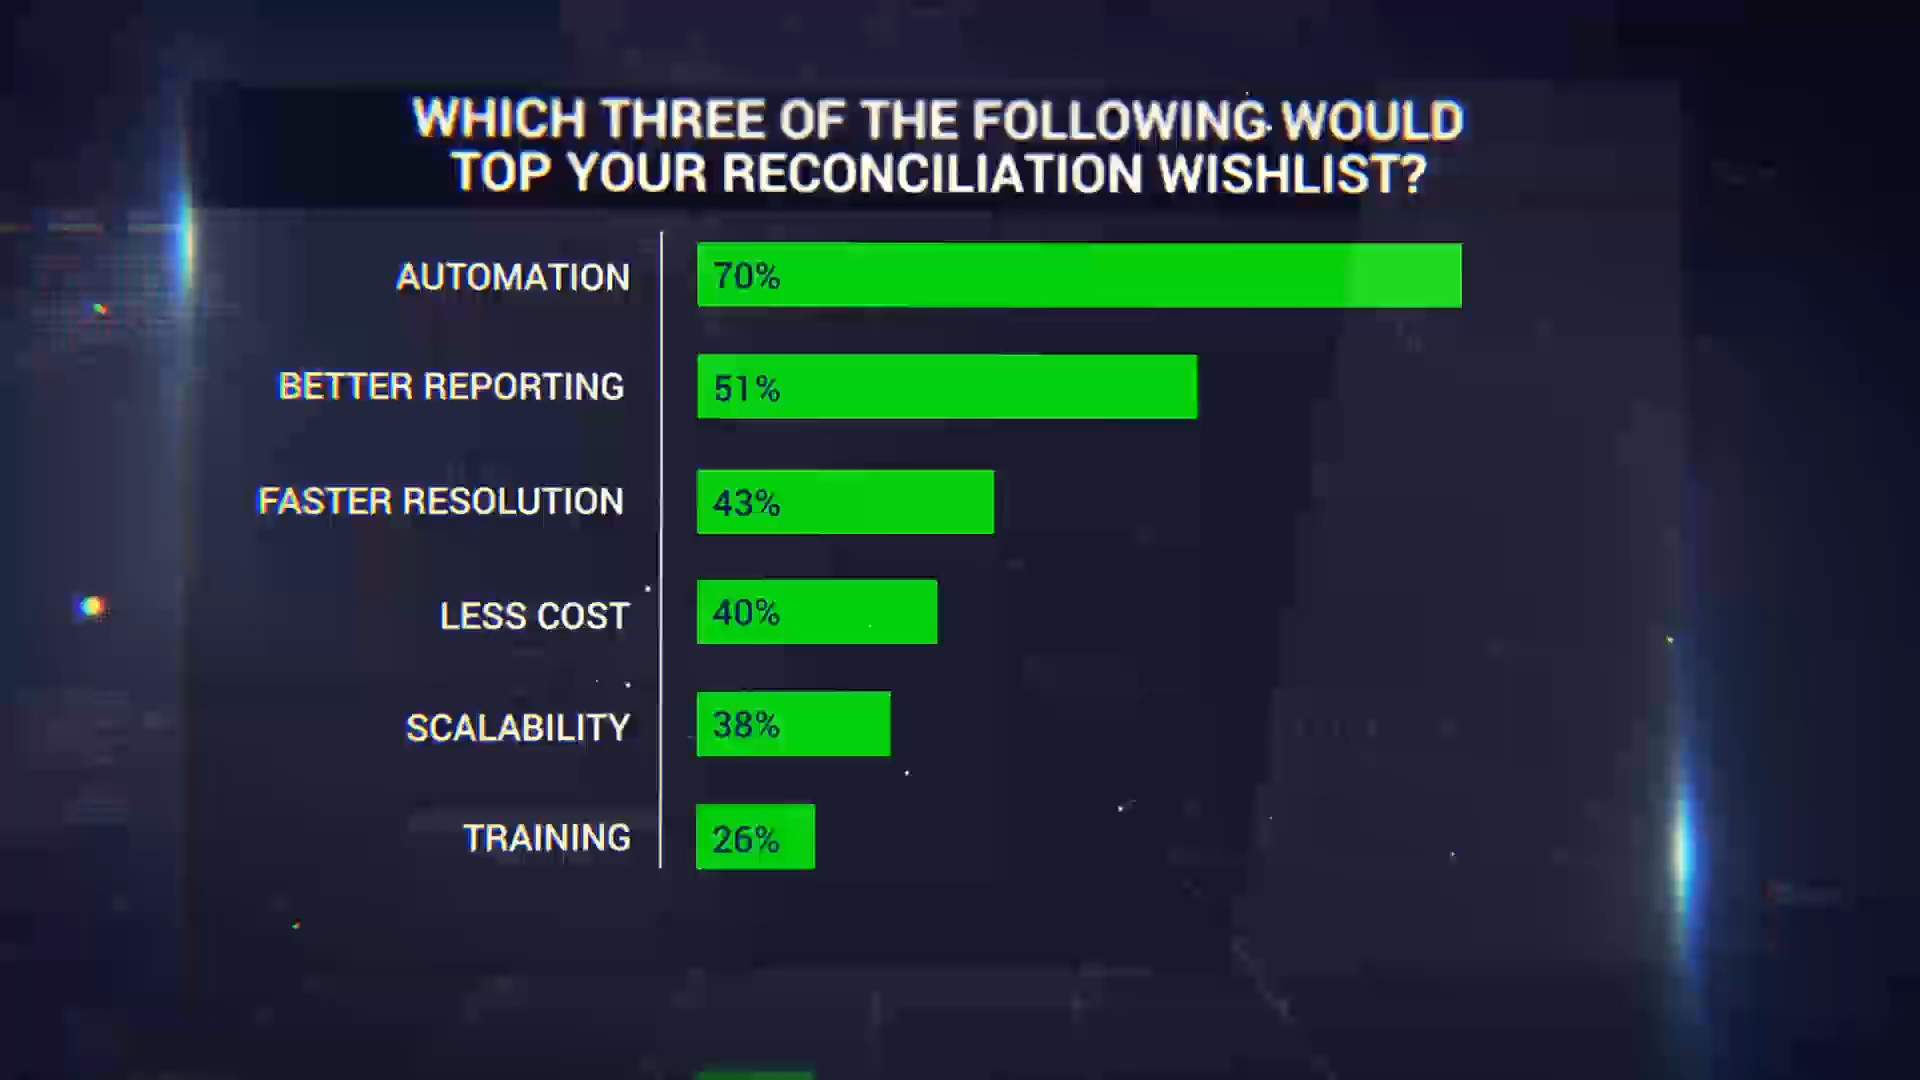 WHICH THREE OF THE FOLLOWING WOULD
TOP YOUR RECONCILIATION WISHLIST?
AUTOMATION 70%
BETTER REPORTING 51%
FASTER RESOLUTION 43%
LESS COST 40%
SCALABILITY 38%
TRAINING 26%